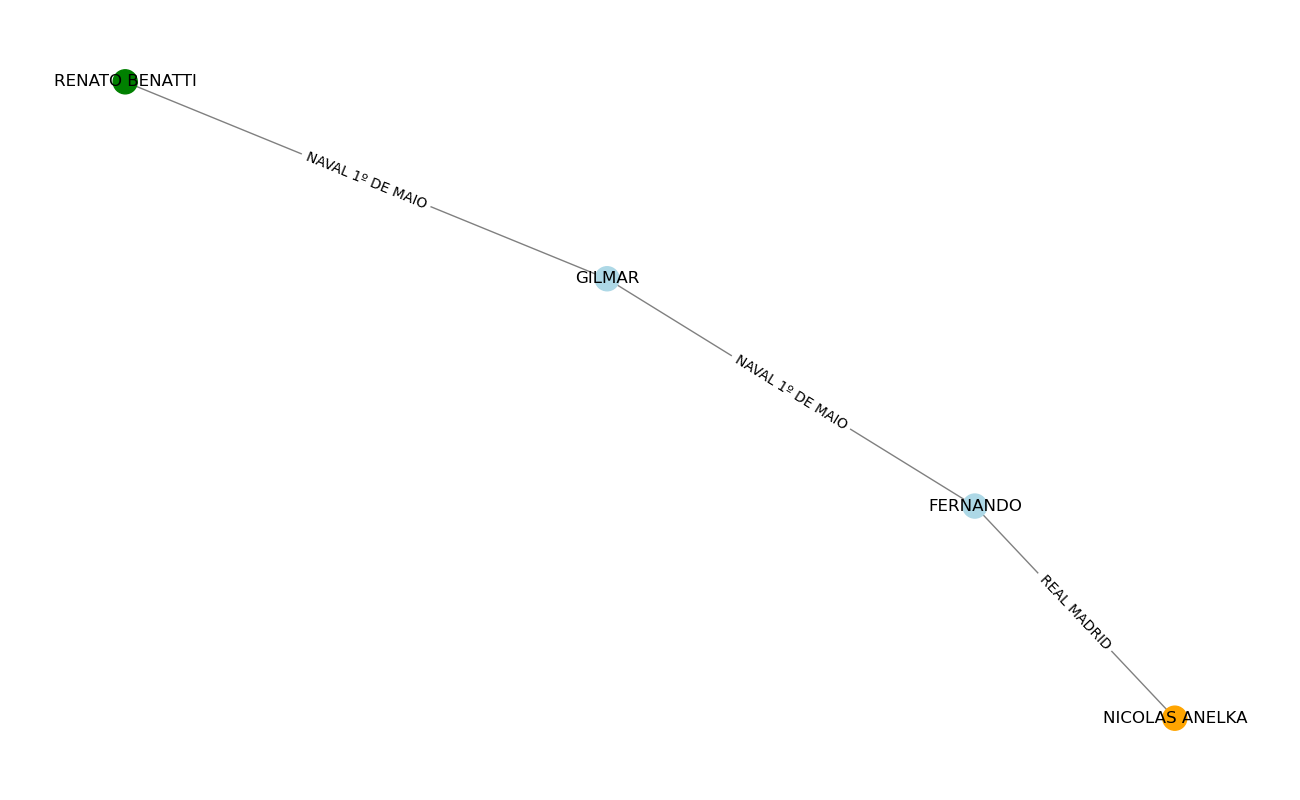 RENATO BENATTI
NAVAL 1º DE MAIO
GILMAR
NAVAL 1º DE MAIO
FERNANDO
REAL MADRID
NICOLAS ANELKA